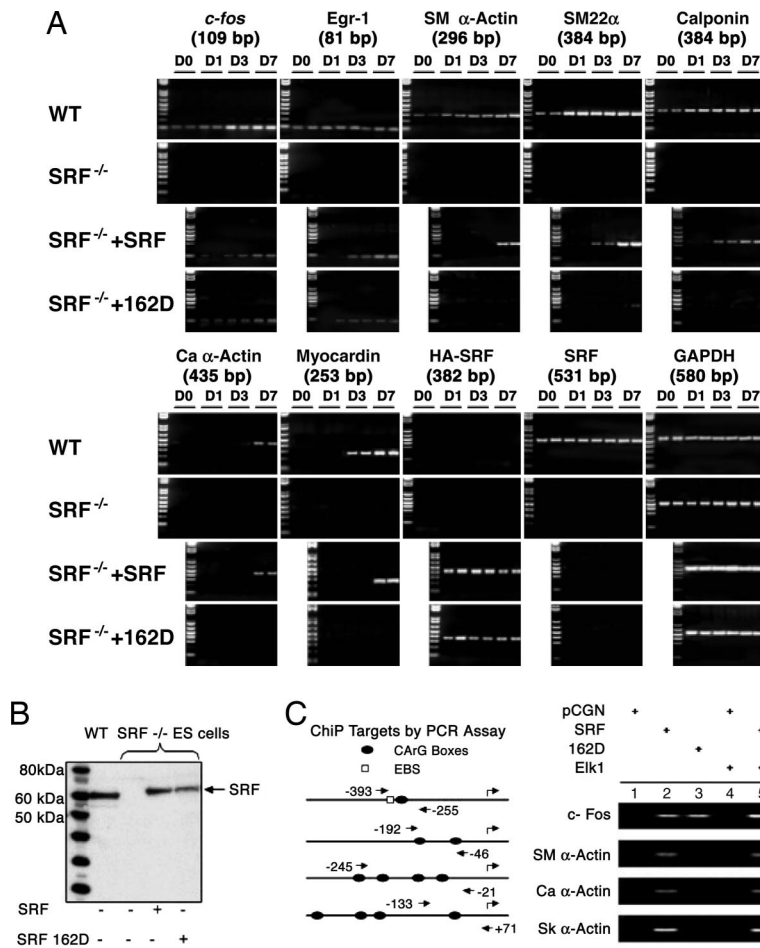 A
c-fos Egr-1 SM α-Actin SM22α Calponin
(109 bp) (81 bp) (296 bp) (384 bp) (384 bp)
D0 D1 D3 D7 D0 D1 D3 D7 D0 D1 D3 D7 D0 D1 D3 D7 D0 D1 D3 D7
WT
SRF-/-
SRF-/-+SRF
SRF-/-+162D
Ca α-Actin Myocardin HA-SRF SRF GAPDH
(435 bp) (253 bp) (382 bp) (531 bp) (580 bp)
D0 D1 D3 D7 D0 D1 D3 D7 D0 D1 D3 D7 D0 D1 D3 D7 D0 D1 D3 D7
WT
SRF-/-
SRF-/-+SRF
SRF-/-+162D
B
WT SRF -/- ES cells
80kDa
60 kDa
50 kDa
SRF
SRF - - + -
SRF 162D - - - +
C
ChiP Targets by PCR Assay
CArG Boxes
EBS
-393
-255
-192
-46
-245
-21
-133
+71
pCGN + +
SRF + +
162D +
Elk1 + +
1 2 3 4 5
c- Fos
SM α-Actin
Ca α-Actin
Sk α-Actin